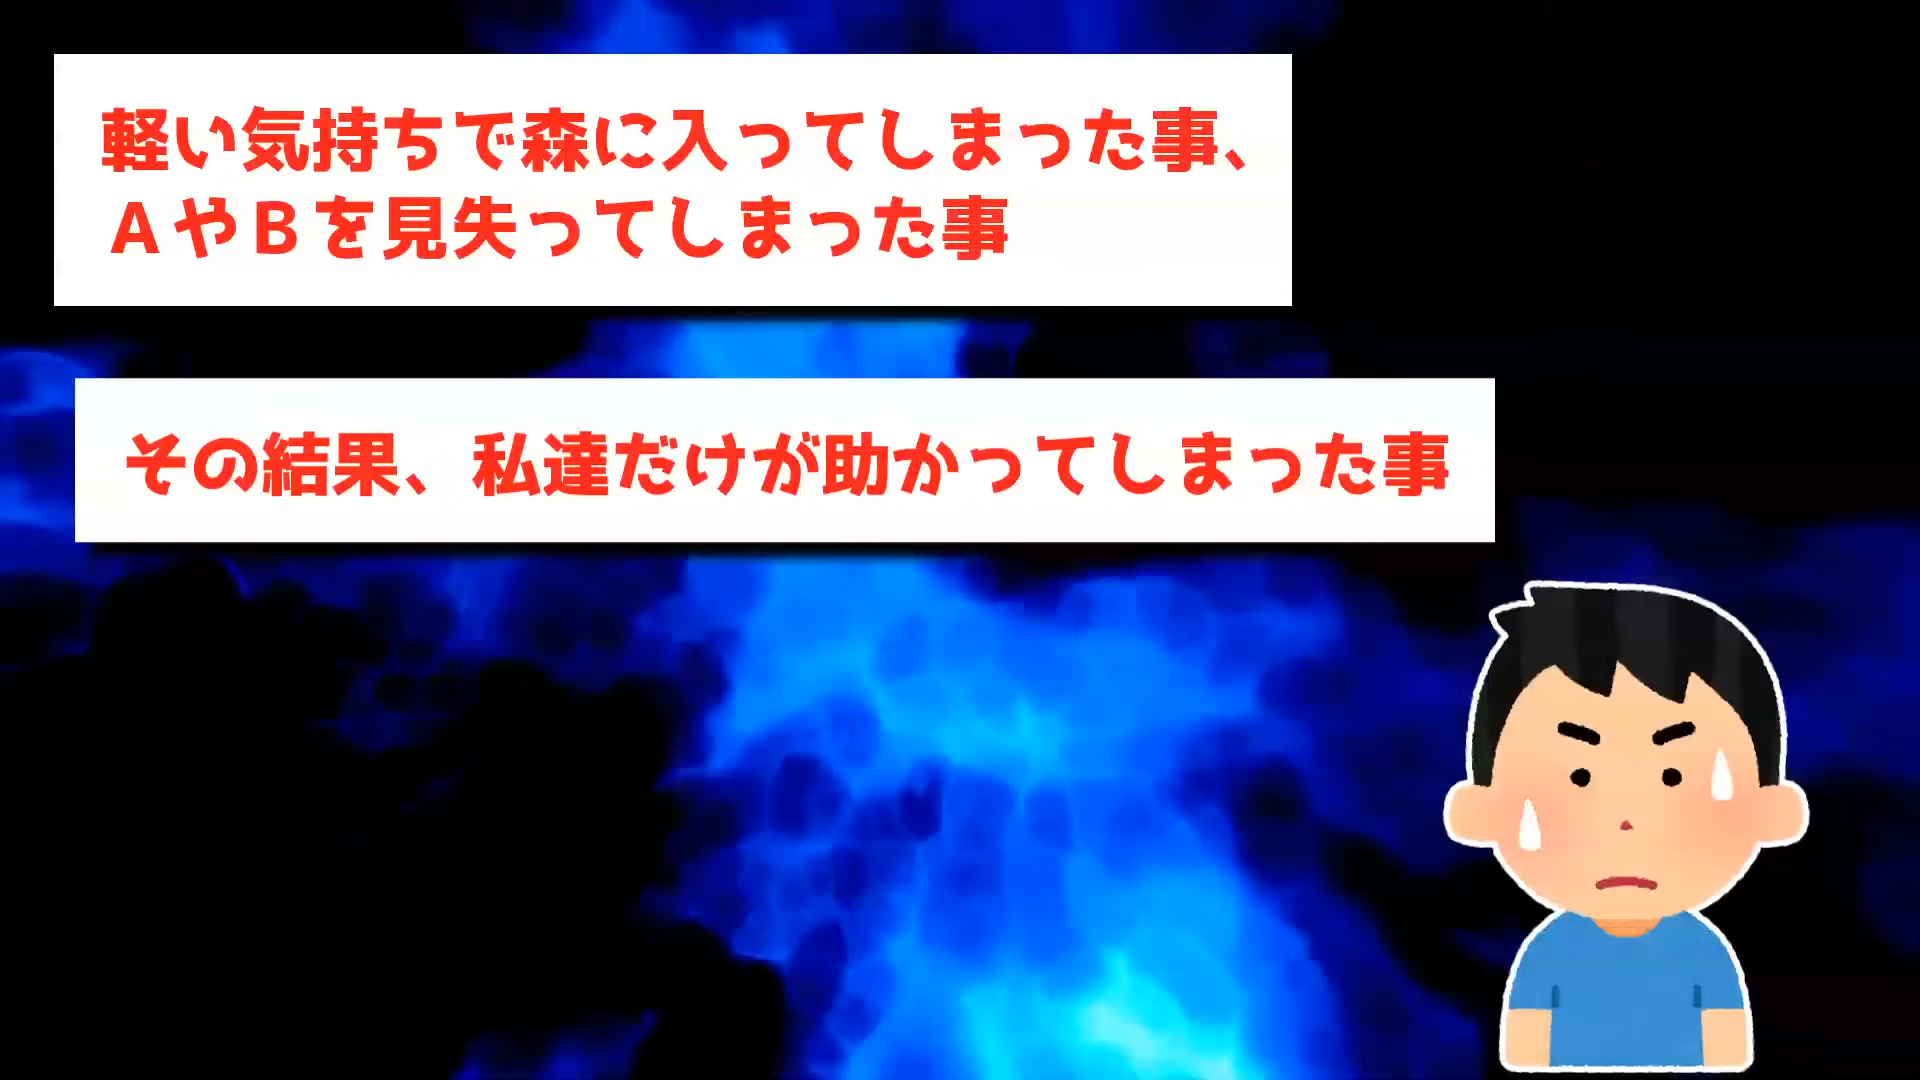 軽い気持ちで森に入ってしまった事、
ＡやＢを見失ってしまった事
その結果、私達だけが助かってしまった事